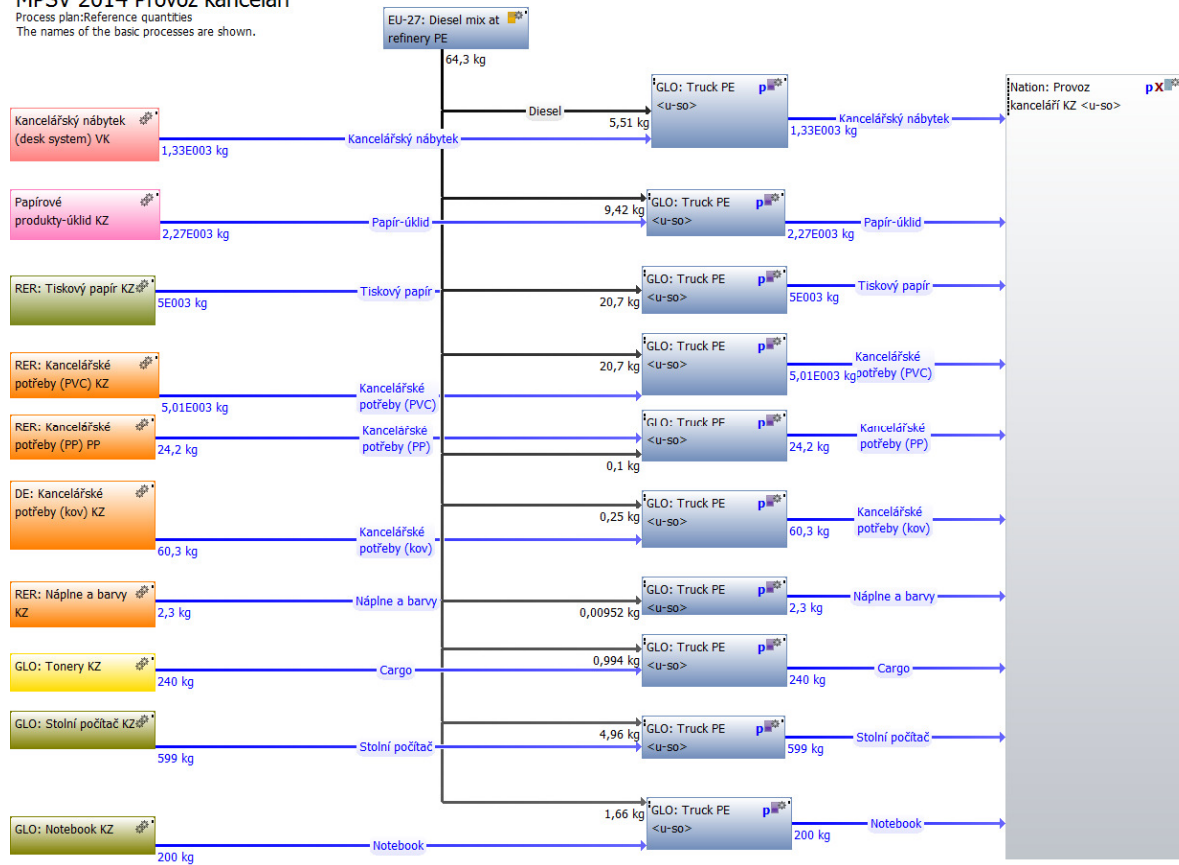 MPSV 2014 Provoz kanceláří
Process plan:Reference quantities
The names of the basic processes are shown.
EU-27: Diesel mix at
refinery PE
64,3 kg
Kancelářský nábytek
(desk system) VK
1,33E003 kg
Kancelářský nábytek
Diesel
5,51 kg
GLO: Truck PE
<u-so>
p
1,33E003 kg
Kancelářský nábytek
Nation: Provoz
kanceláří KZ <u-so>
pX
Papírové
produkty-úklid KZ
2,27E003 kg
Papír-úklid
9,42 kg
GLO: Truck PE
<u-so>
p
2,27E003 kg
Papír-úklid
RER: Tiskový papír KZ
5E003 kg
Tiskový papír
20,7 kg
GLO: Truck PE
<u-so>
p
5E003 kg
Tiskový papír
RER: Kancelářské
potřeby (PVC) KZ
5,01E003 kg
Kancelářské
potřeby (PVC)
20,7 kg
GLO: Truck PE
<u-so>
p
5,01E003 kg
Kancelářské
potřeby (PVC)
RER: Kancelářské
potřeby (PP) PP
24,2 kg
Kancelářské
potřeby (PP)
0,1 kg
GLO: Truck PE
<u-so>
p
24,2 kg
Kancelářské
potřeby (PP)
DE: Kancelářské
potřeby (kov) KZ
60,3 kg
Kancelářské
potřeby (kov)
0,25 kg
GLO: Truck PE
<u-so>
p
60,3 kg
Kancelářské
potřeby (kov)
RER: Náplne a barvy
KZ
2,3 kg
Náplne a barvy
0,00952 kg
GLO: Truck PE
<u-so>
p
2,3 kg
Náplne a barvy
GLO: Tonery KZ
240 kg
Cargo
0,994 kg
GLO: Truck PE
<u-so>
p
240 kg
Cargo
GLO: Stolní počítač KZ
599 kg
Stolní počítač
4,96 kg
GLO: Truck PE
<u-so>
p
599 kg
Stolní počítač
GLO: Notebook KZ
200 kg
Notebook
1,66 kg
GLO: Truck PE
<u-so>
p
200 kg
Notebook